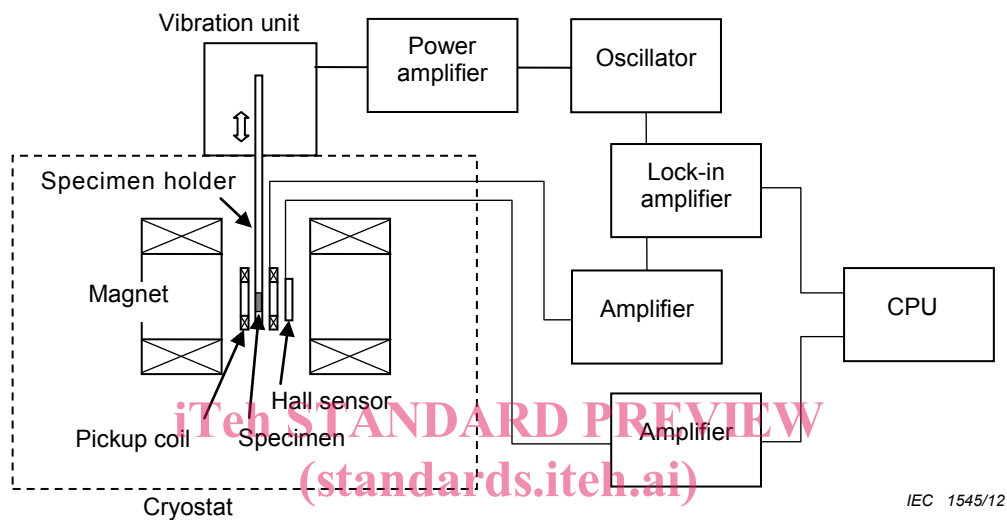 Vibration unit
Power
amplifier
Oscillator
Specimen holder
Lock-in
amplifier
Magnet
Amplifier
CPU
Hall sensor
iTeh STANDARD PREVIEW
Amplifier
Pickup coil
Specimen
(standards.iteh.ai)
Cryostat
IEC 1545/12